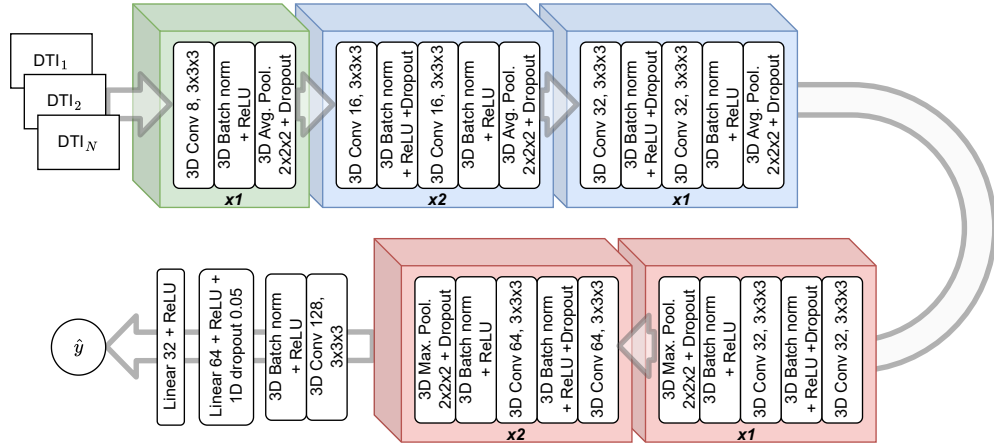 DTI1
DTI2
DTIN
3D Conv 8, 3x3x3
3D Batch norm
+ ReLU
3D Avg. Pool.
2x2x2 + Dropout
x1
3D Conv 16, 3x3x3
3D Batch norm
+ ReLU +Dropout
3D Conv 16, 3x3x3
3D Batch norm
+ ReLU
3D Avg. Pool.
2x2x2 + Dropout
x2
3D Conv 32, 3x3x3
3D Batch norm
+ ReLU +Dropout
3D Conv 32, 3x3x3
3D Batch norm
+ ReLU
3D Avg. Pool.
2x2x2 + Dropout
x1
3D Conv 32, 3x3x3
3D Batch norm
+ ReLU +Dropout
3D Conv 32, 3x3x3
3D Batch norm
+ ReLU
3D Max. Pool.
2x2x2 + Dropout
x1
3D Conv 64, 3x3x3
3D Batch norm
+ ReLU +Dropout
3D Conv 64, 3x3x3
3D Batch norm
+ ReLU
3D Max. Pool.
2x2x2 + Dropout
x2
3D Conv 128,
3x3x3
3D Batch norm
+ ReLU
Linear 64 + ReLU +
1D dropout 0.05
Linear 32 + ReLU
ŷ